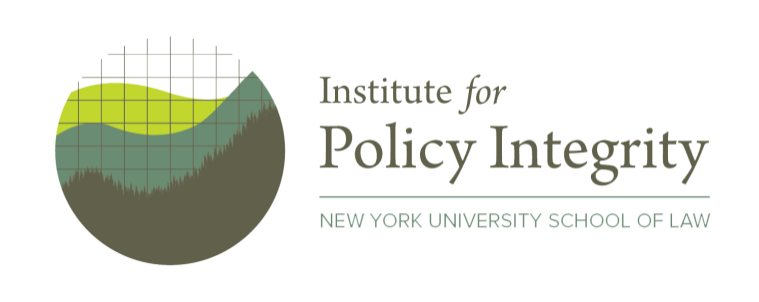 Institute for
Policy Integrity
NEW YORK UNIVERSITY SCHOOL OF LAW